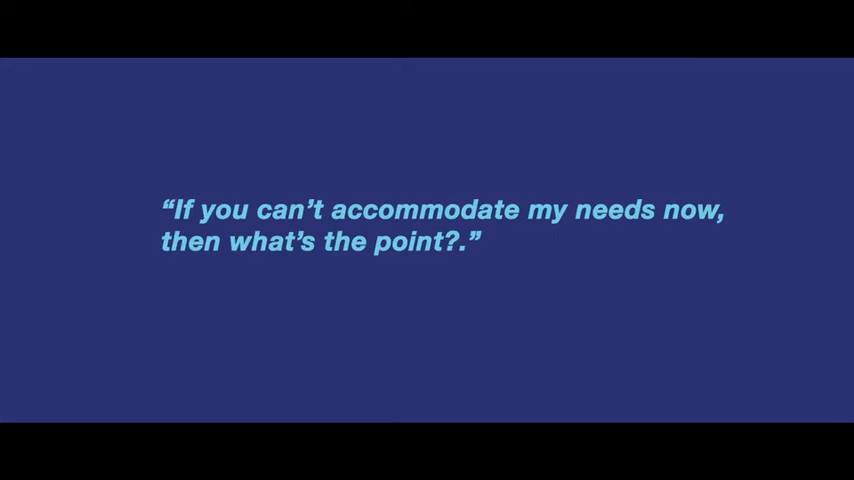 “If you can’t accommodate my needs now,
then what’s the point?.”